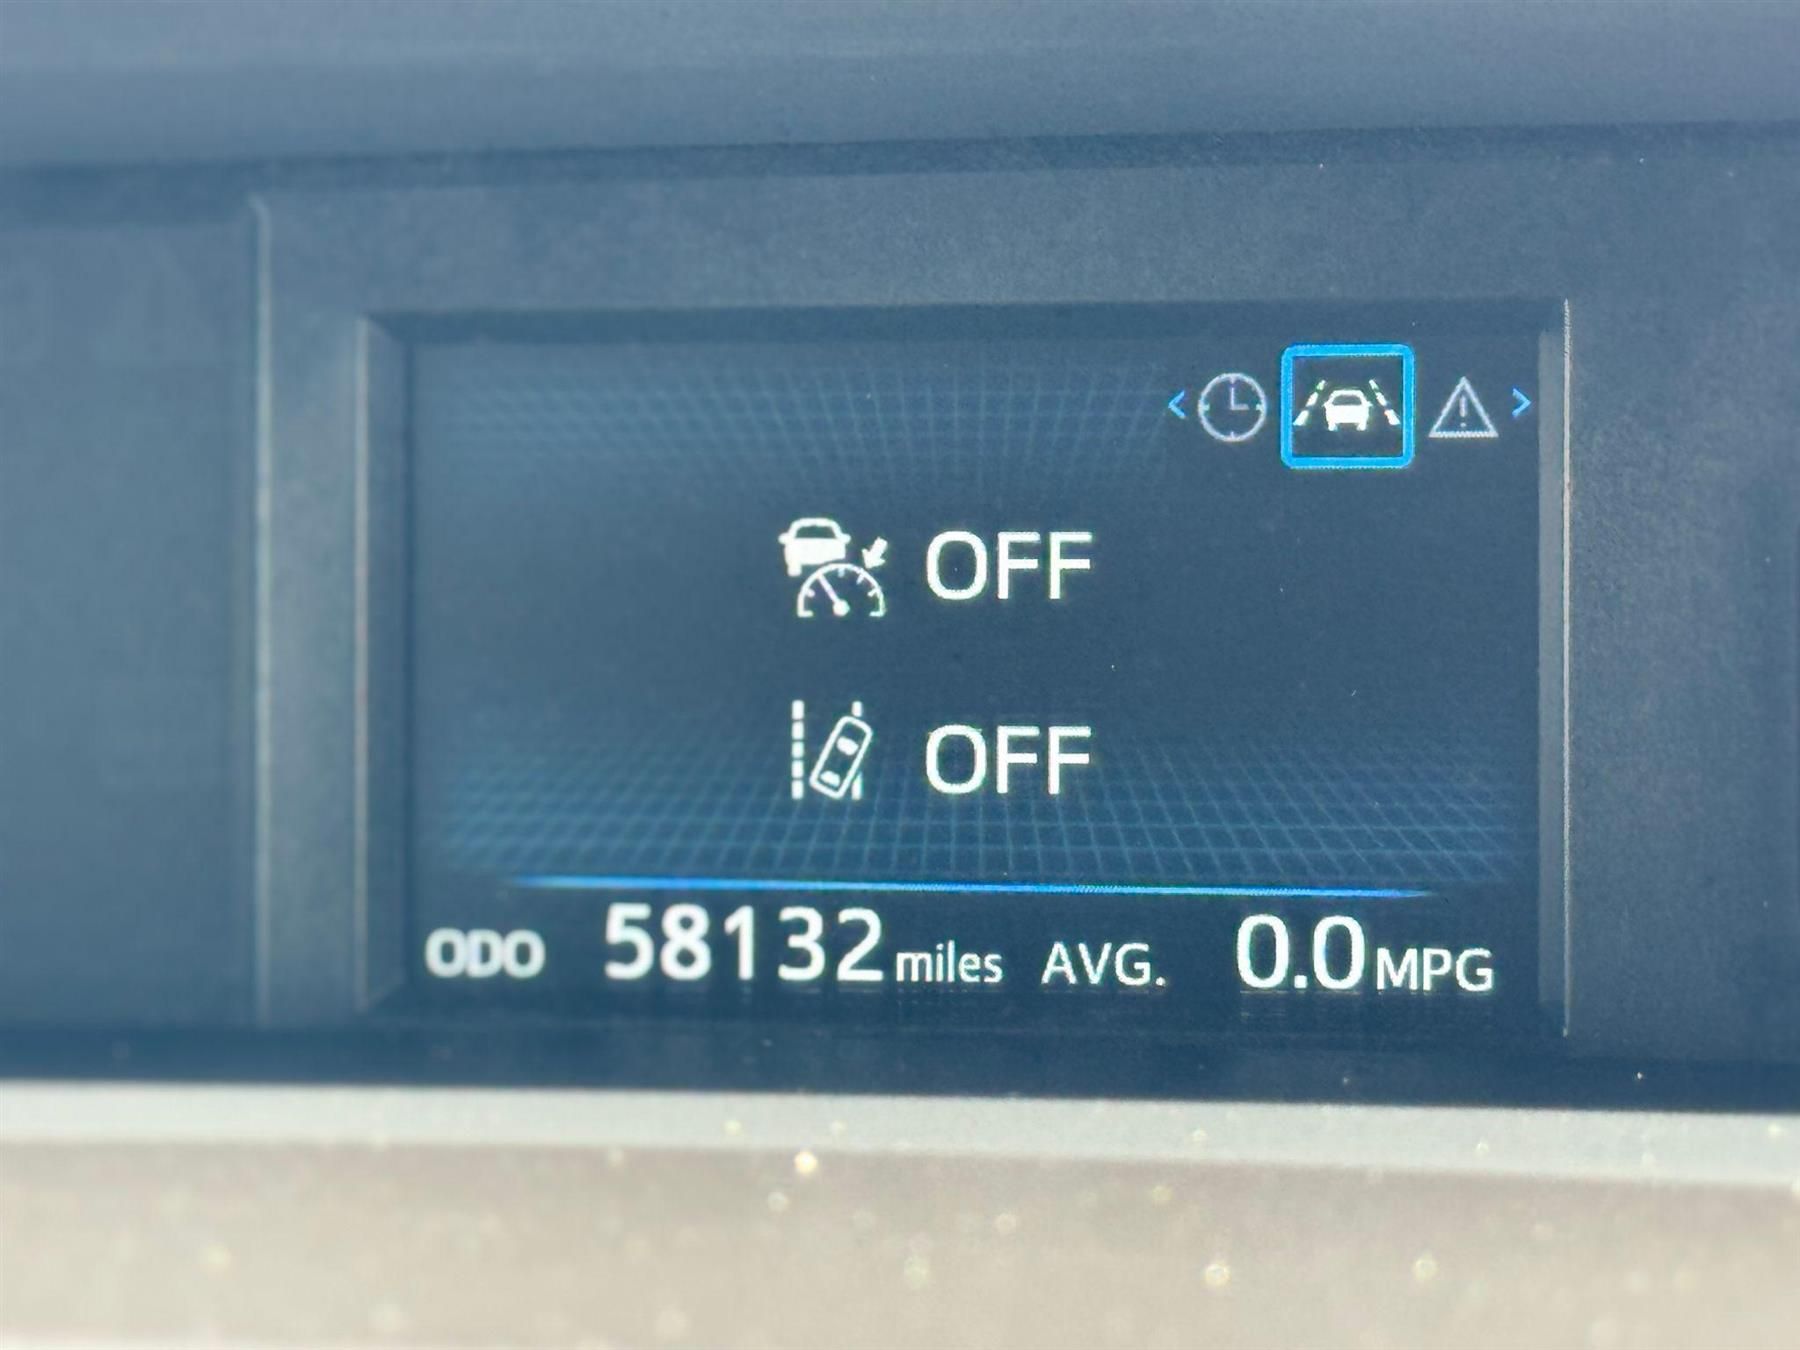 OFF
OFF
ODO 58132 miles AVG. 0.0 MPG